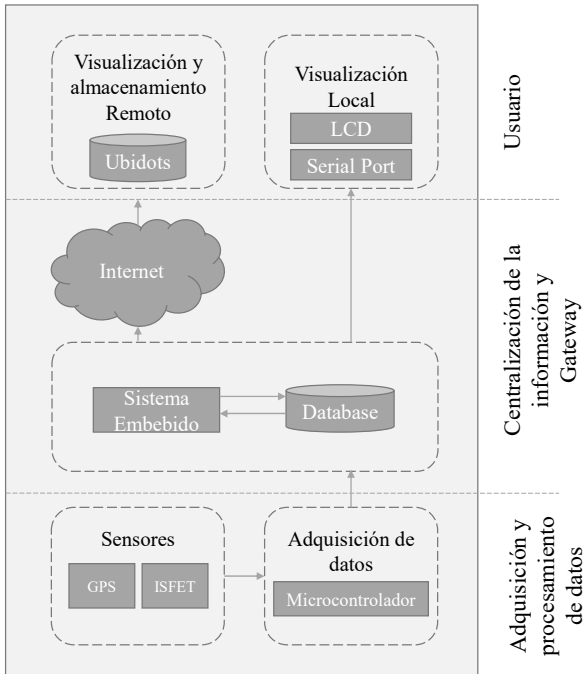 Visualización y
almacenamiento
Remoto
Ubidots
Visualización
Local
LCD
Serial Port
Usuario
Internet
Sistema
Embebido
Database
Centralización de la
información y
Gateway
Sensores
GPS
ISFET
Adquisición de
datos
Microcontrolador
Adquisición y
procesamiento
de datos